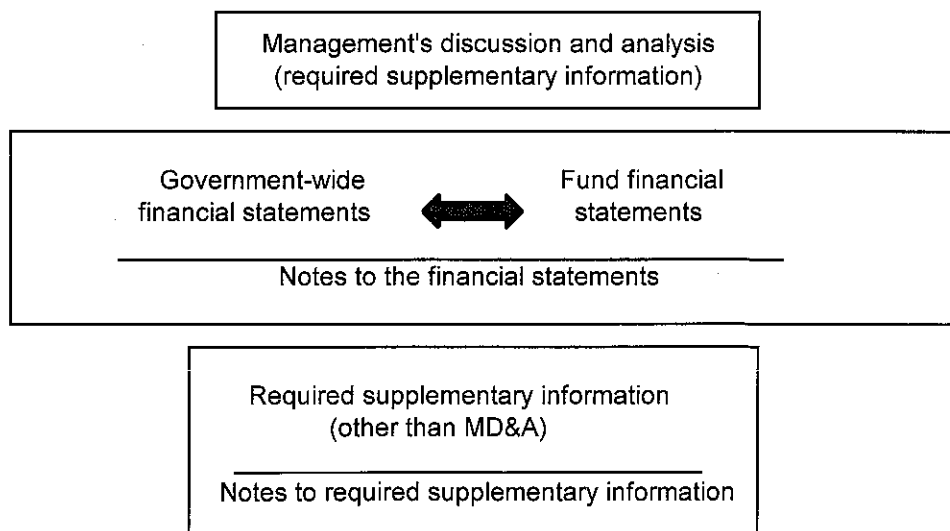 Management's discussion and analysis
(required supplementary information)
Government-wide
financial statements
Fund financial
statements
Notes to the financial statements
Required supplementary information
(other than MD&A)
Notes to required supplementary information